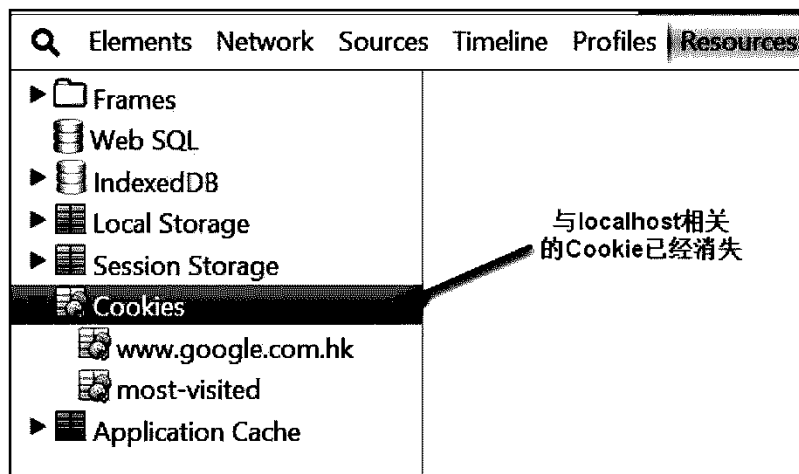 Elements Network Sources Timeline Profiles Resources
Frames
Web SQL
IndexedDB
Local Storage
Session Storage
Cookies
www.google.com.hk
most-visited
Application Cache
与localhost相关
的Cookie已经消失